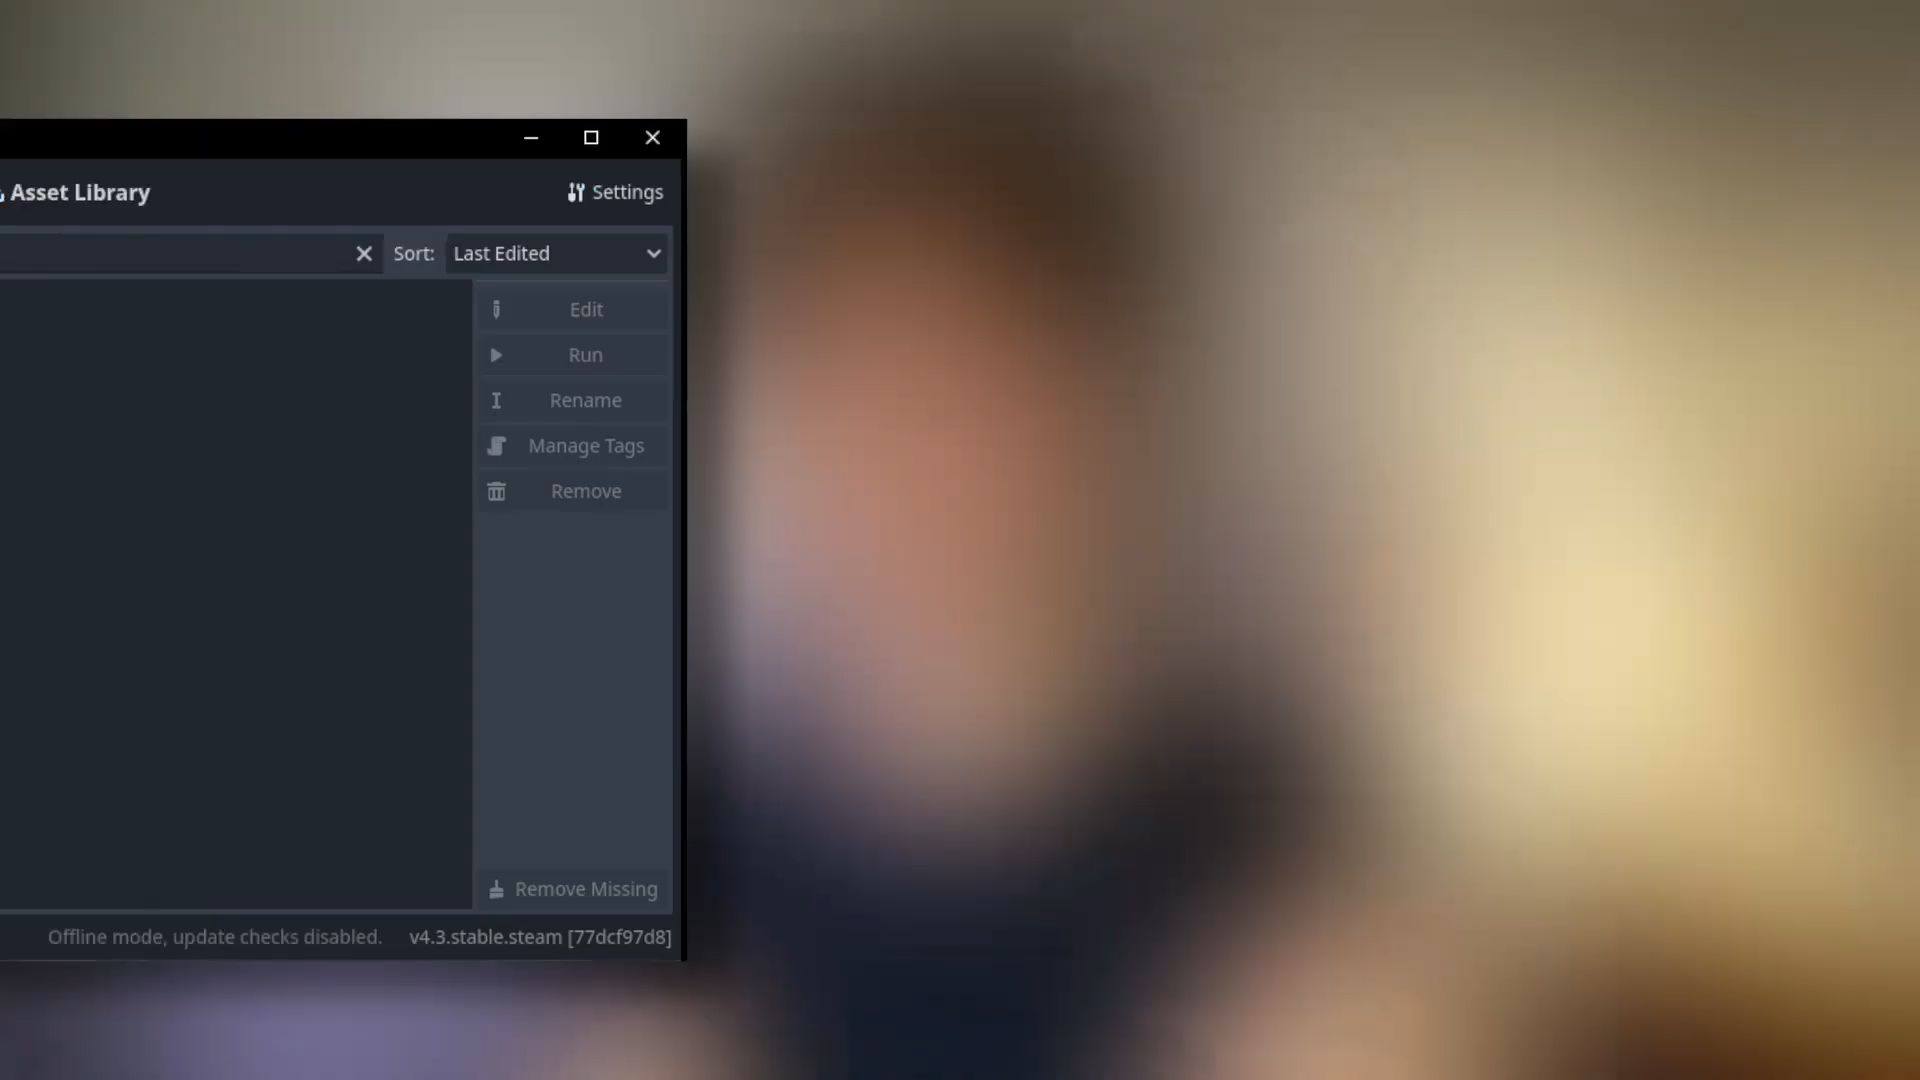 Asset Library
Settings
Sort: Last Edited
Edit
Run
Rename
Manage Tags
Remove
Remove Missing
Offline mode, update checks disabled. v4.3.stable.steam [77dcf97d8]